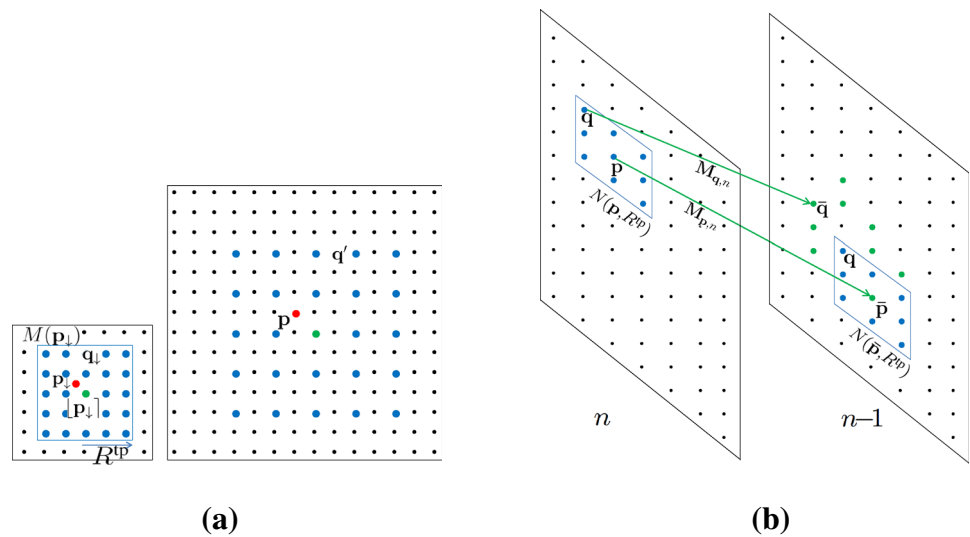 M(p↓)
q↓
p↓
⌊p↓⌉
R^tp
q′
p
(a)
q
p
N(p,R^tp)
M_q,n
M_p,n
q̄
q
p̄
N(p̄,R^tp)
n
n–1
(b)